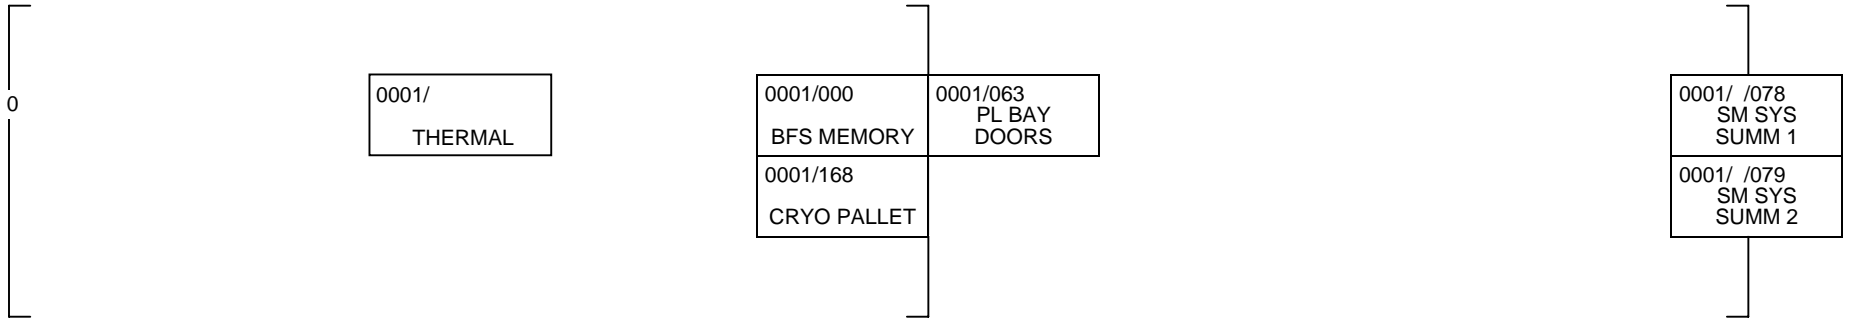 0
0001/
THERMAL
0001/000
BFS MEMORY
0001/063
PL BAY
DOORS
0001/168
CRYO PALLET
0001/ /078
SM SYS
SUMM 1
0001/ /079
SM SYS
SUMM 2